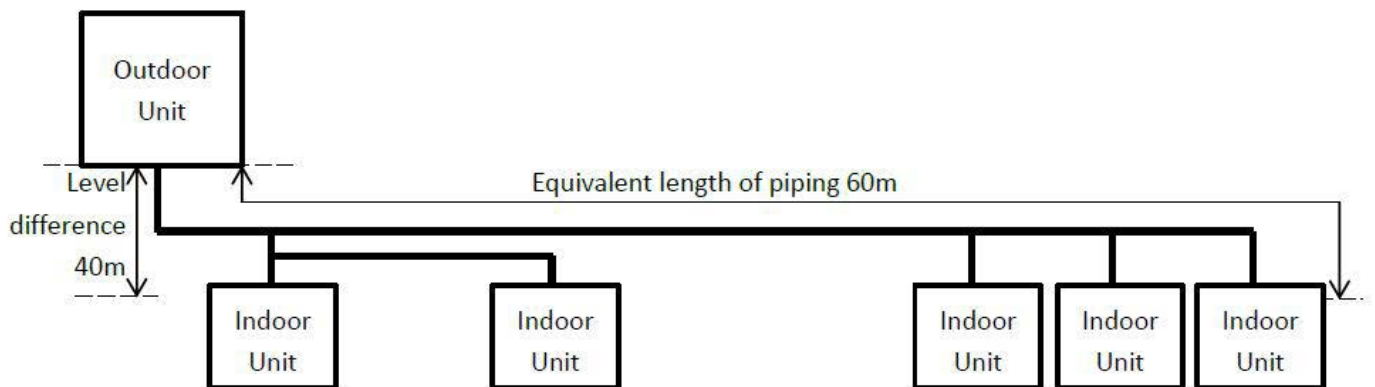 Outdoor
Unit
Level
difference
40m
Equivalent length of piping 60m
Indoor
Unit
Indoor
Unit
Indoor
Unit
Indoor
Unit
Indoor
Unit